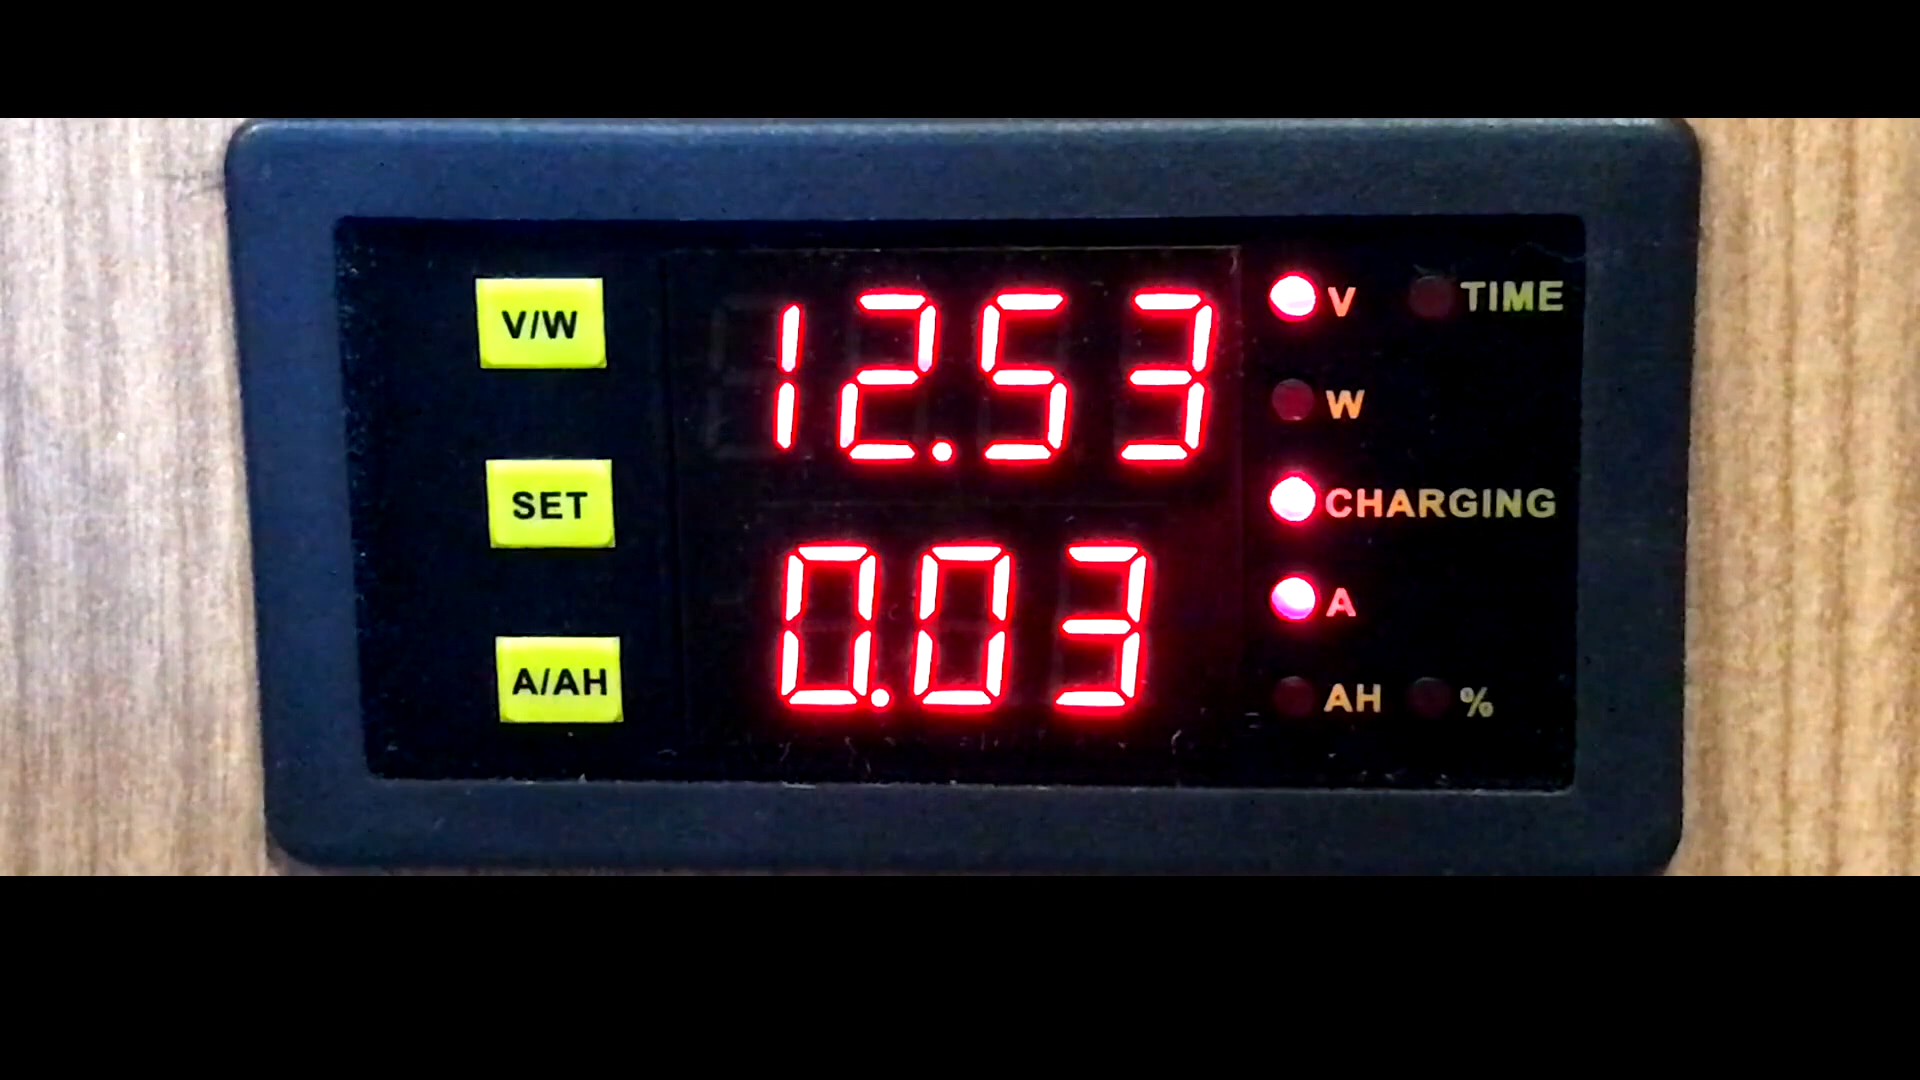 V/W 12.53 V TIME
W
SET CHARGING
0.03 A
A/AH AH %